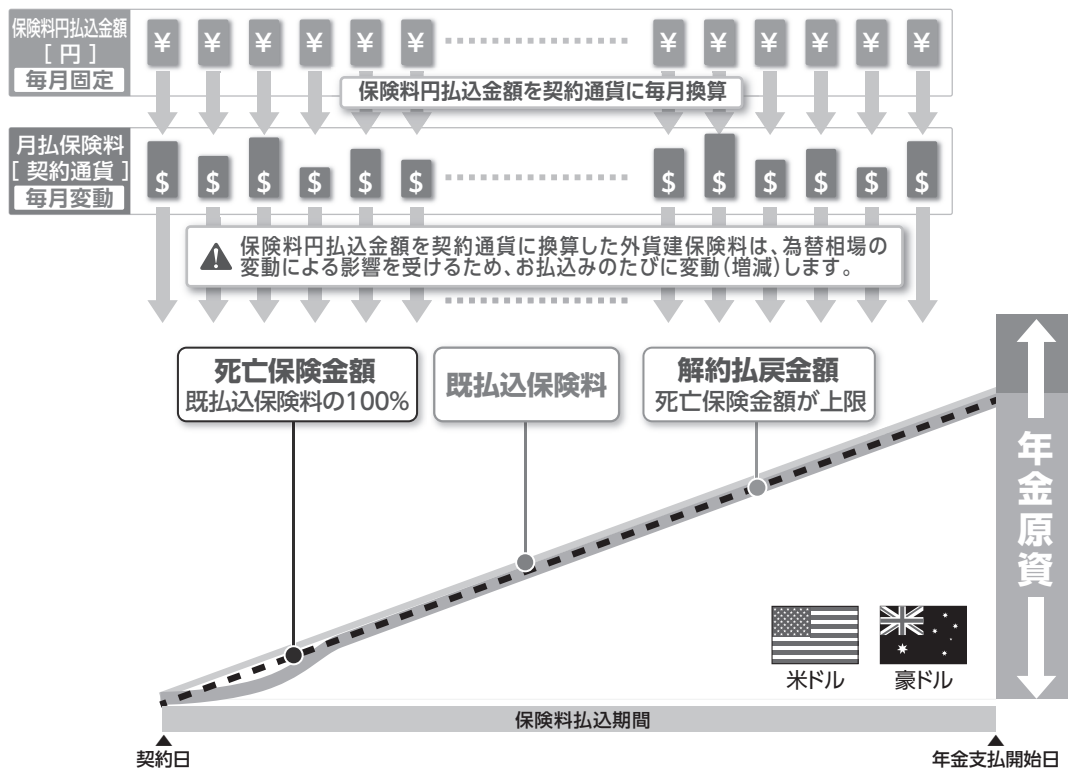 保険料円払込金額
[ 円 ]
毎月固定
¥ ¥ ¥ ¥ ¥ ¥ ¥ ¥ ¥ ¥ ¥ ¥
保険料円払込金額を契約通貨に毎月換算
月払保険料
[ 契約通貨 ]
毎月変動
$ $ $ $ $ $ $ $ $ $ $ $
保険料円払込金額を契約通貨に換算した外貨建保険料は、為替相場の
変動による影響を受けるため、お払込みのたびに変動(増減)します。
死亡保険金額
既払込保険料の100%
既払込保険料
解約払戻金額
死亡保険金額が上限
年金原資
米ドル
豪ドル
保険料払込期間
契約日
年金支払開始日